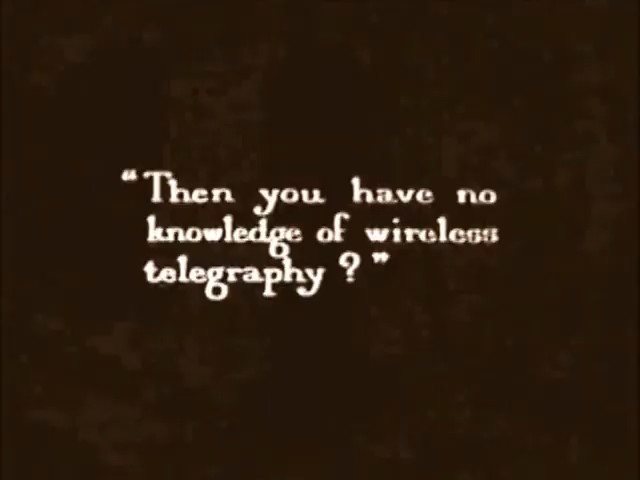 “Then you have no
knowledge of wireless
telegraphy ?”